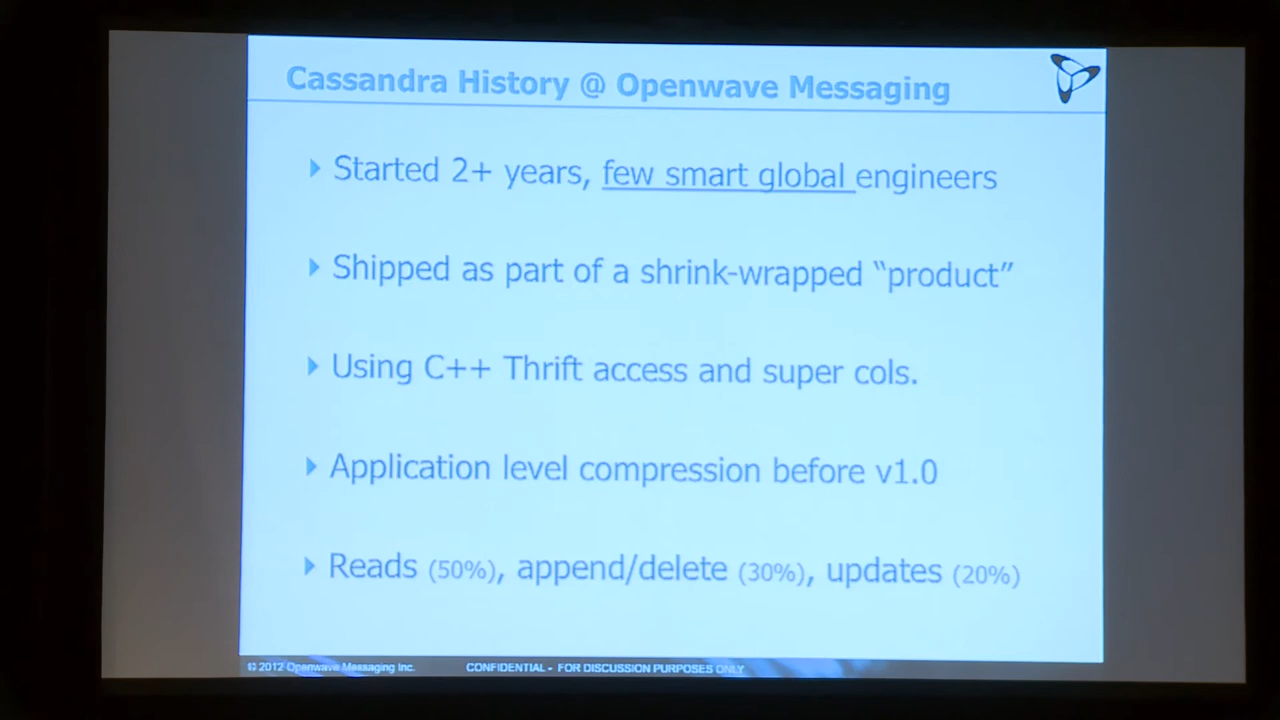 Cassandra History @ Openwave Messaging
Started 2+ years, few smart global engineers
Shipped as part of a shrink-wrapped “product”
Using C++ Thrift access and super cols.
Application level compression before v1.0
Reads (50%), append/delete (30%), updates (20%)
© 2012 Openwave Messaging Inc. CONFIDENTIAL - FOR DISCUSSION PURPOSES ONLY